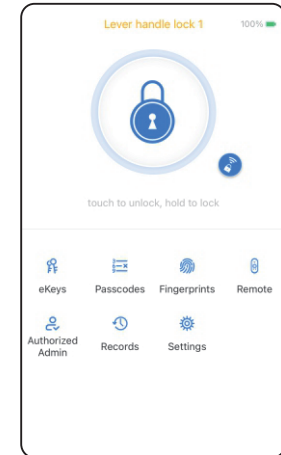 Lever handle lock 1
100%
touch to unlock, hold to lock
eKeys
Passcodes
Fingerprints
Remote
Authorized
Admin
Records
Settings